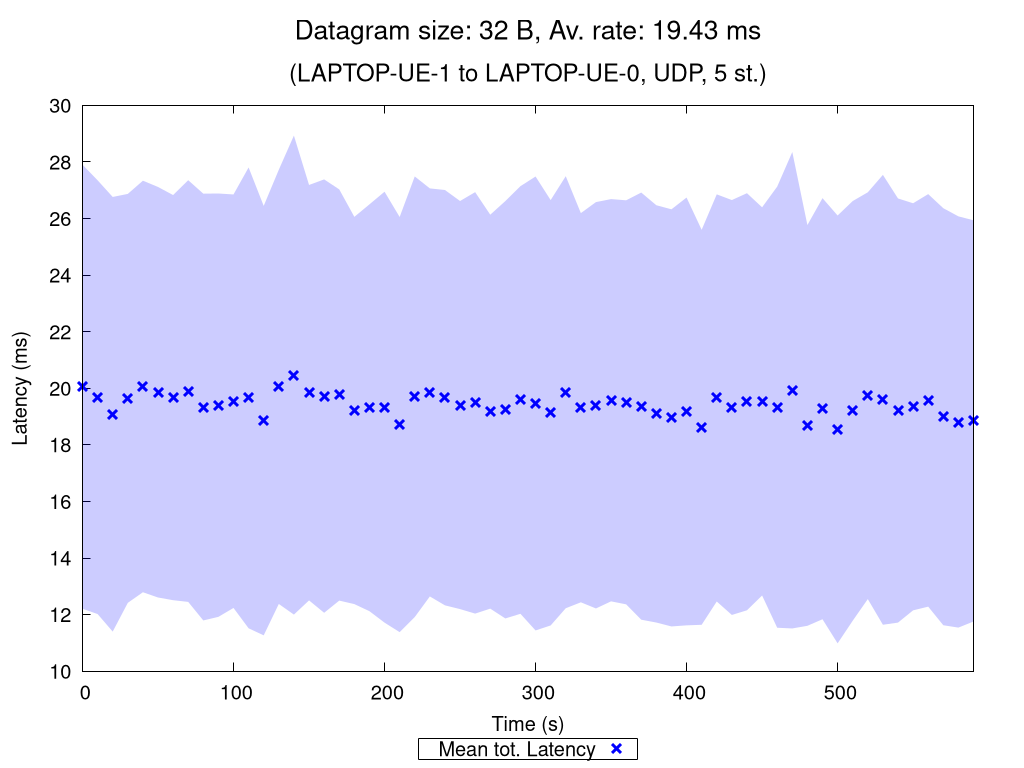 Datagram size: 32 B, Av. rate: 19.43 ms
(LAPTOP-UE-1 to LAPTOP-UE-0, UDP, 5 st.)
30
28
26
24
22
20
18
16
14
12
10
Latency (ms)
0 100 200 300 400 500
Time (s)
Mean tot. Latency